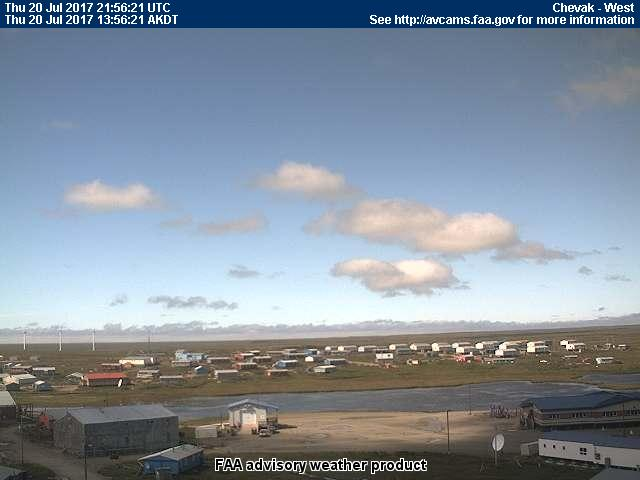 Thu 20 Jul 2017 21:56:21 UTC
Chevak - West
Thu 20 Jul 2017 13:56:21 AKDT
See http://avcams.faa.gov for more information
FAA advisory weather product